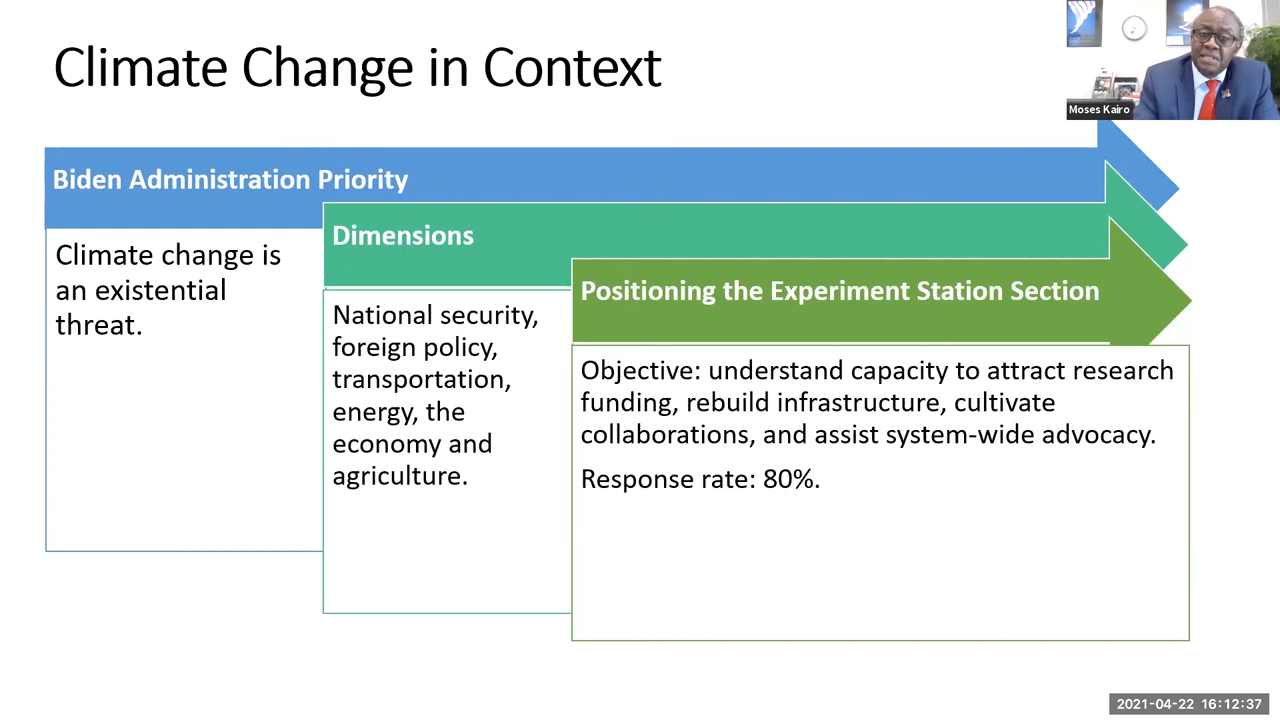 Climate Change in Context
Moses Kairo
Biden Administration Priority
Climate change is
an existential
threat.
Dimensions
National security,
foreign policy,
transportation,
energy, the
economy and
agriculture.
Positioning the Experiment Station Section
Objective: understand capacity to attract research
funding, rebuild infrastructure, cultivate
collaborations, and assist system-wide advocacy.
Response rate: 80%.
2021-04-22 16:12:37